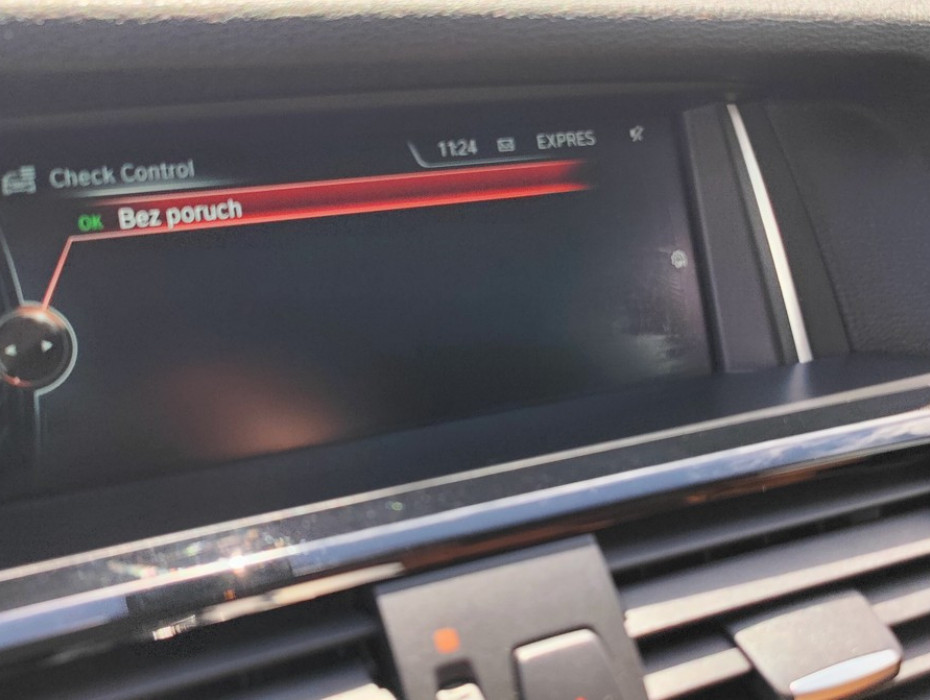 11:24 EXPRES
Check Control
OK Bez poruch